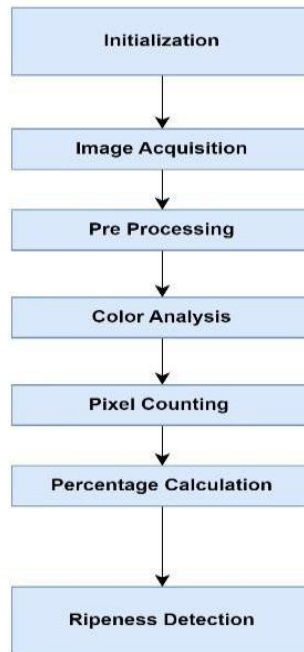 Initialization
Image Acquisition
Pre Processing
Color Analysis
Pixel Counting
Percentage Calculation
Ripeness Detection